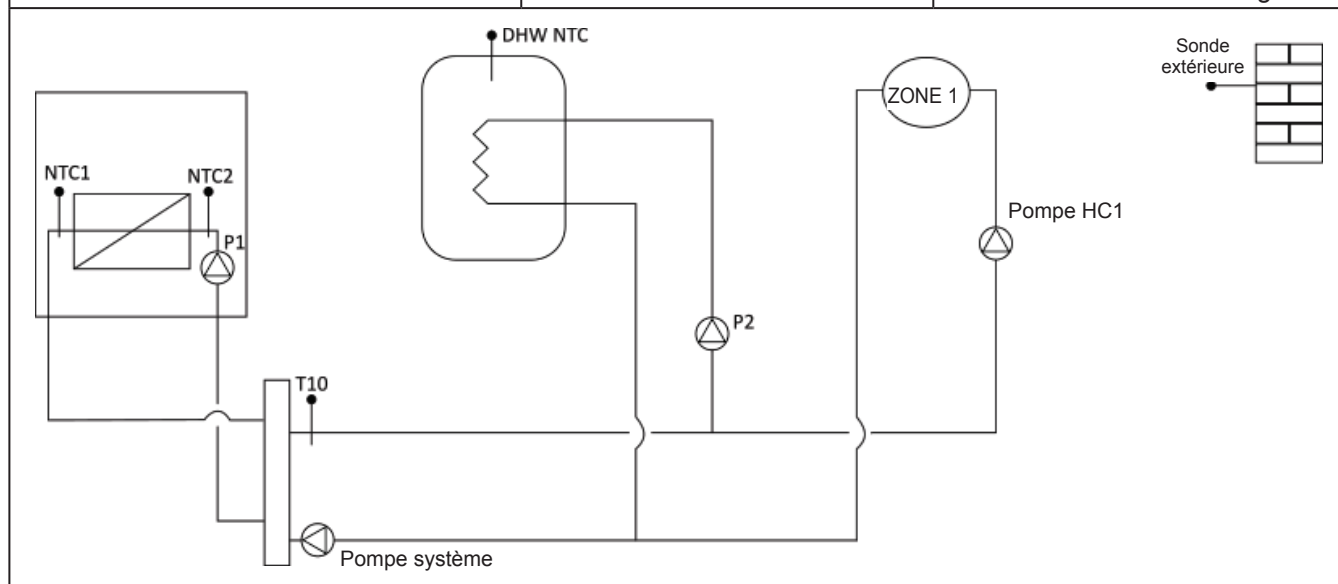 DHW NTC
Sonde
extérieure
ZONE 1
NTC1
NTC2
P1
Pompe HC1
P2
T10
Pompe système